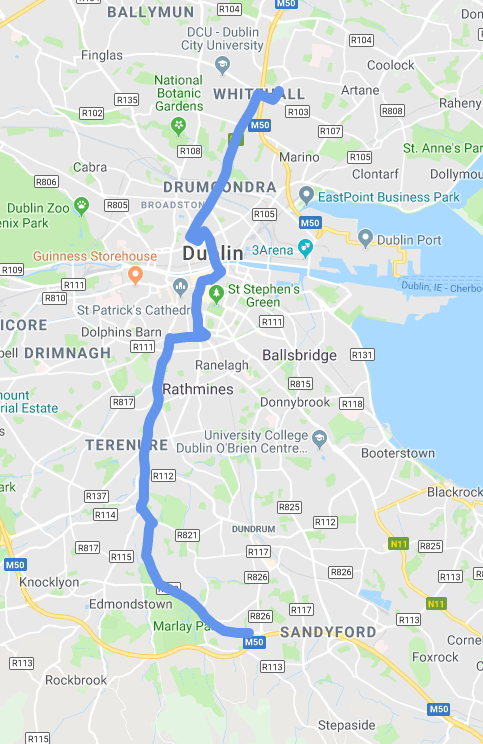 M50
BALLYMUN
R104
R104
DCU - Dublin
City University
Finglas
R104
Coolock
National
Botanic
Gardens
WHITEHALL
Artane
R135
R102
R103
R808
Raheny
M50
R107
St. Anne's Par
R108
Marino
R105
Cabra
Clontarf
Dollymou
R806
DRUMCONDRA
EastPoint Business Park
Dublin Zoo
enix Park
R805
BROADSTON
R105
M50
Dublin
3Arena
Dublin Port
Guinness Storehouse
R109
R111
Dublin, IE - Cherbo
R810
St Patrick's Cathedr
St Stephen's
Green
R111
ICORE
Dolphins Barn
bell
DRIMNAGH
R111
Ballsbridge
R131
Ranelagh
Rathmines
R815
mount
rial Estate
R817
Donnybrook
R118
TERENURE
University College
Dublin O'Brien Centre...
Booterstown
R112
ark
R137
Blackrock
R114
R825
DUNDRUM
R112
R817
R821
N11
R825
R115
R117
M50
R826
R826
R113
Knocklyon
Edmondstown
N11
R826
R117
Marlay Pa
SANDYFORD
R113
Corne
M50
R113
R113
Foxrock
Rockbrook
M50
Stepaside
R115